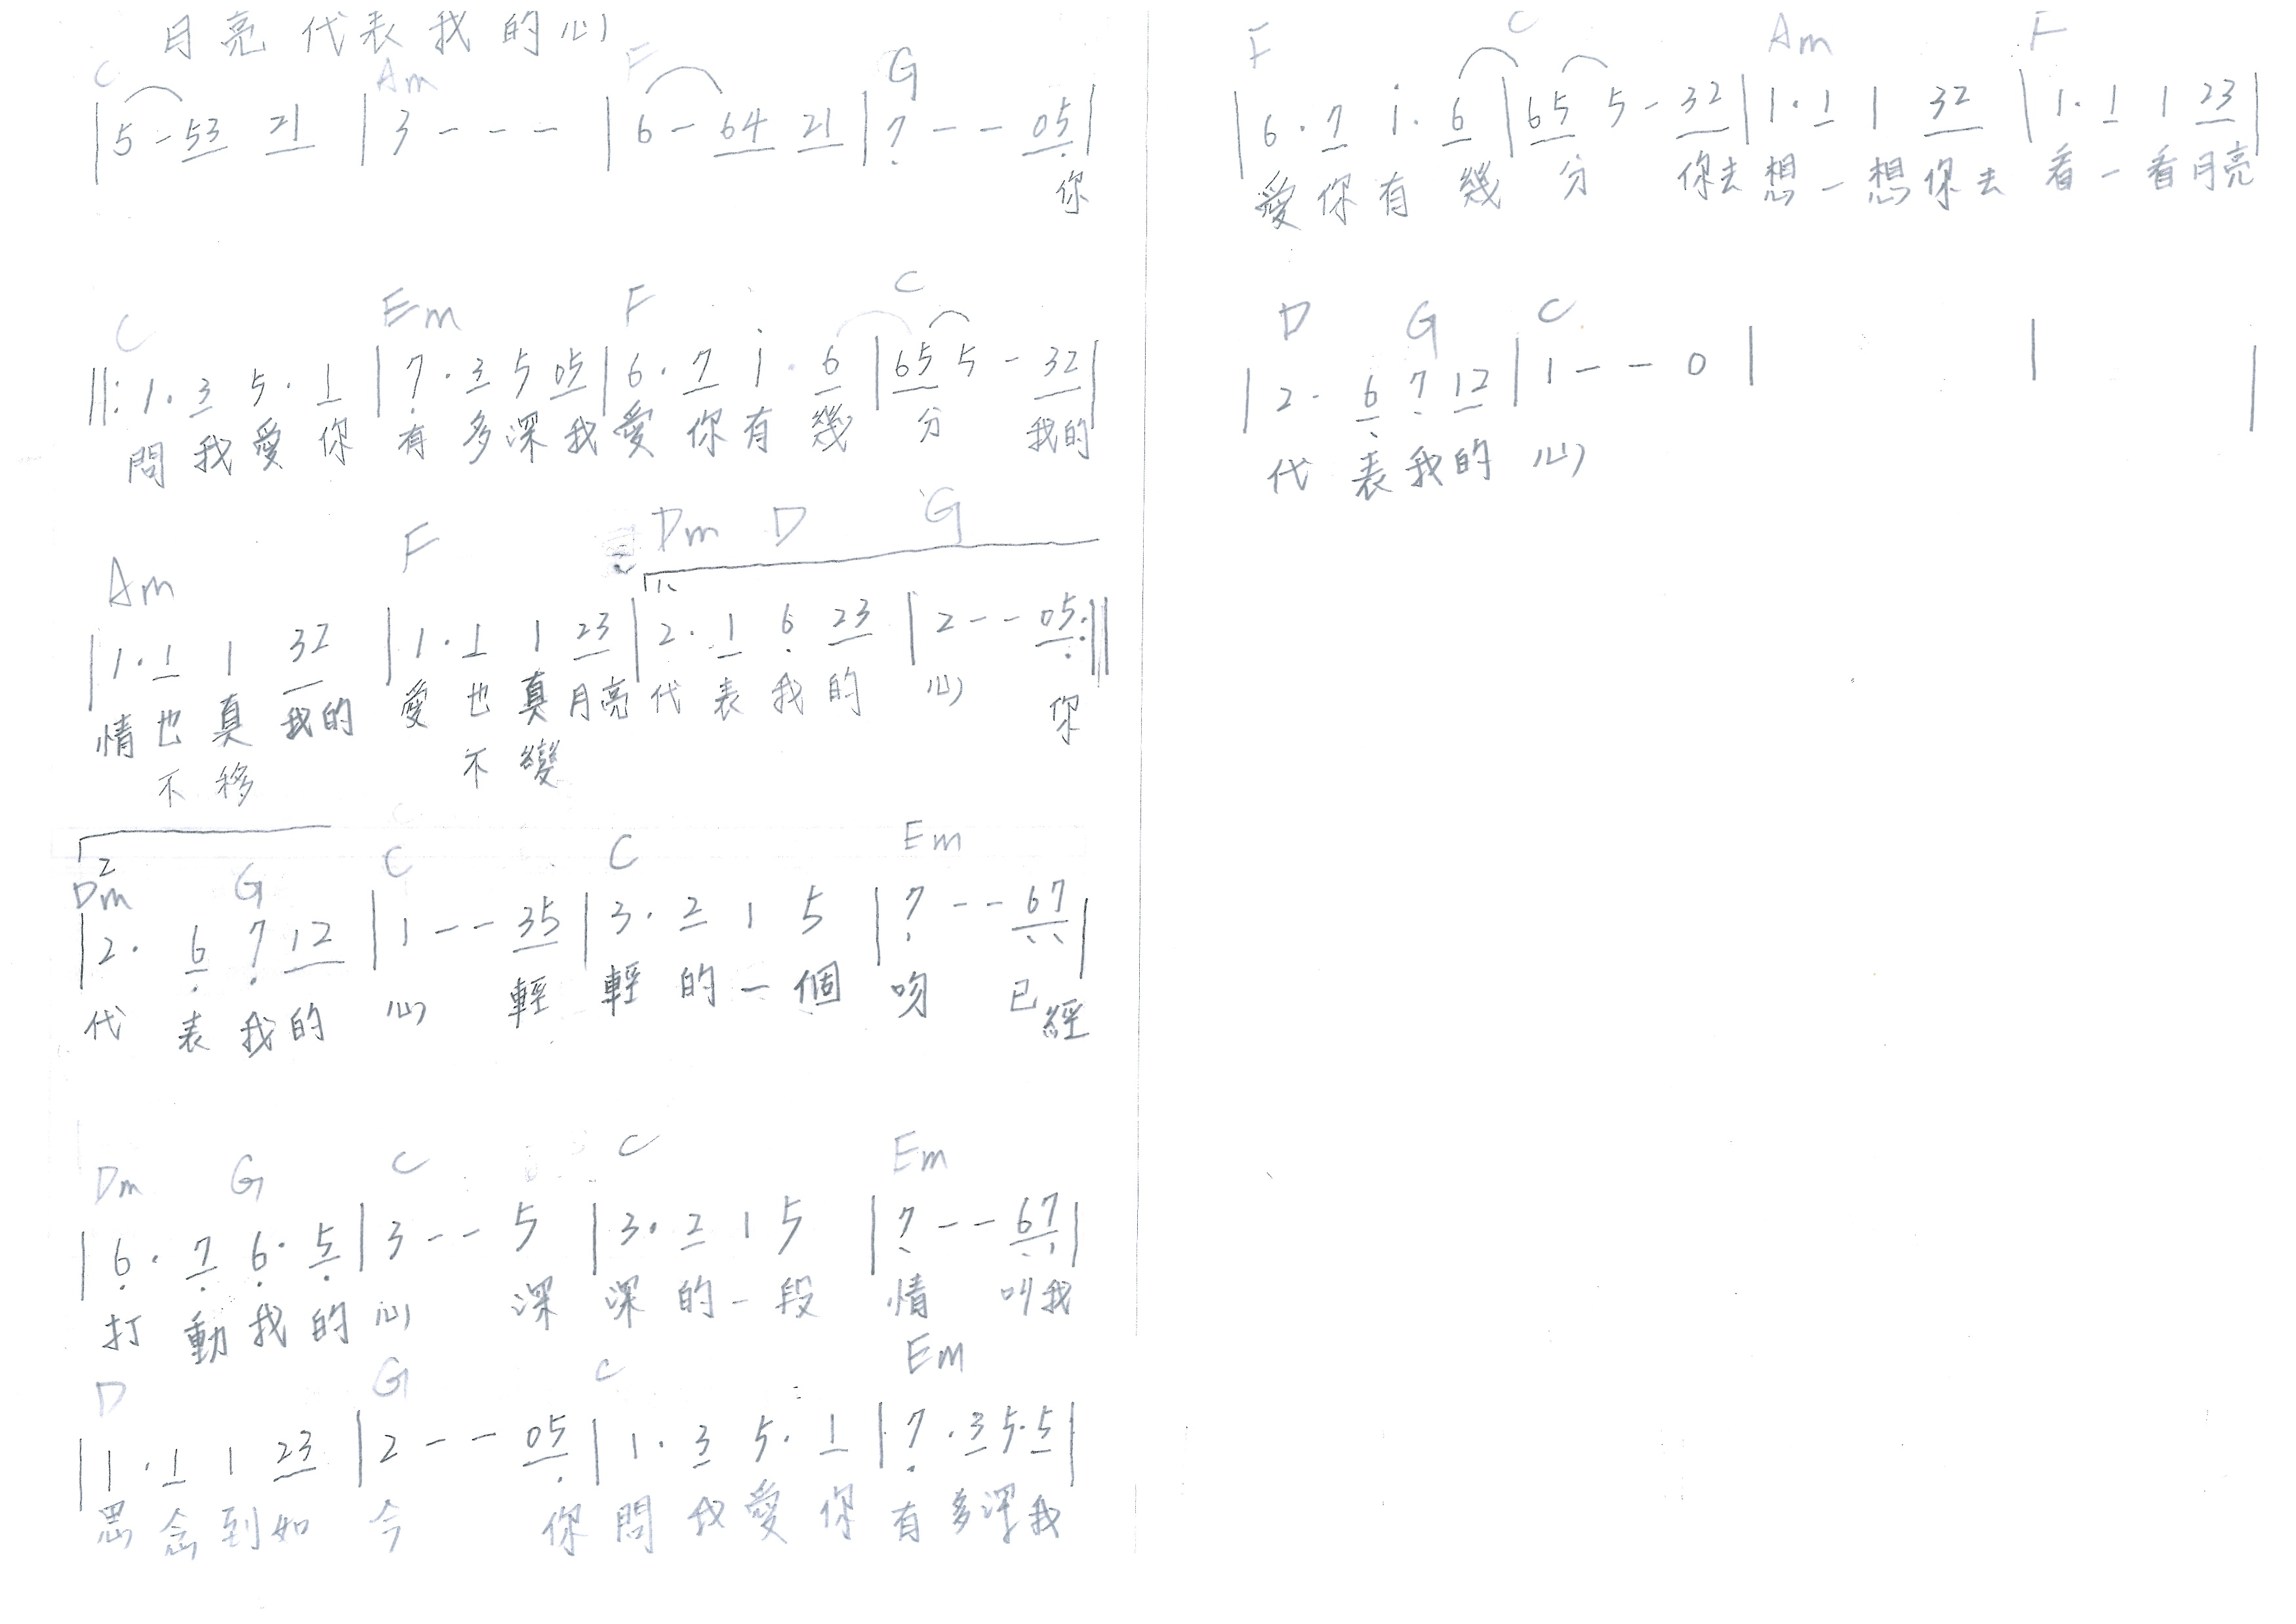 月亮代表我的心
C Am F G
|5 - 53 21 |3 - - - |6 - 64 21 |7 - - 05|
你
C Em F C
||: 1. 3 5. 1 |7. 3 5 05|6. 7 i. 6 |65 5 - 32|
問我愛你 有多深我愛你有幾 分 我的
Am F Dm D G
1.
|1. 1 1 32 |1. 1 1 23 |2. 1 6 23 |2 - - 05:||
情也真我的 愛也真月亮代表我的 心 你
不移 不變
2
Dm G C C Em
|2. 6 7 12 |1 - - 35 |3. 2 1 5 |7 - - 67|
代 表我的 心 輕 輕的一個 吻 已經
Dm G C C Em
|6. 7 6. 5|3 - - 5 |3. 2 1 5 |7 - - 67|
打動我的心 深 深的一段 情 叫我
D G C Em
|1. 1 1 23 |2 - - 05 |1. 3 5. 1 |7. 3 5. 5|
思念到如 今 你問我愛你 有多深我
F C Am F
|6. 7 i. 6 |65 5 - 32|1. 1 1 32 |1. 1 1 23|
愛你有 幾 分 你去想一想你去 看一看月亮
D G C
|2. 6 7 12 |1 - - 0 | | |
代 表我的 心